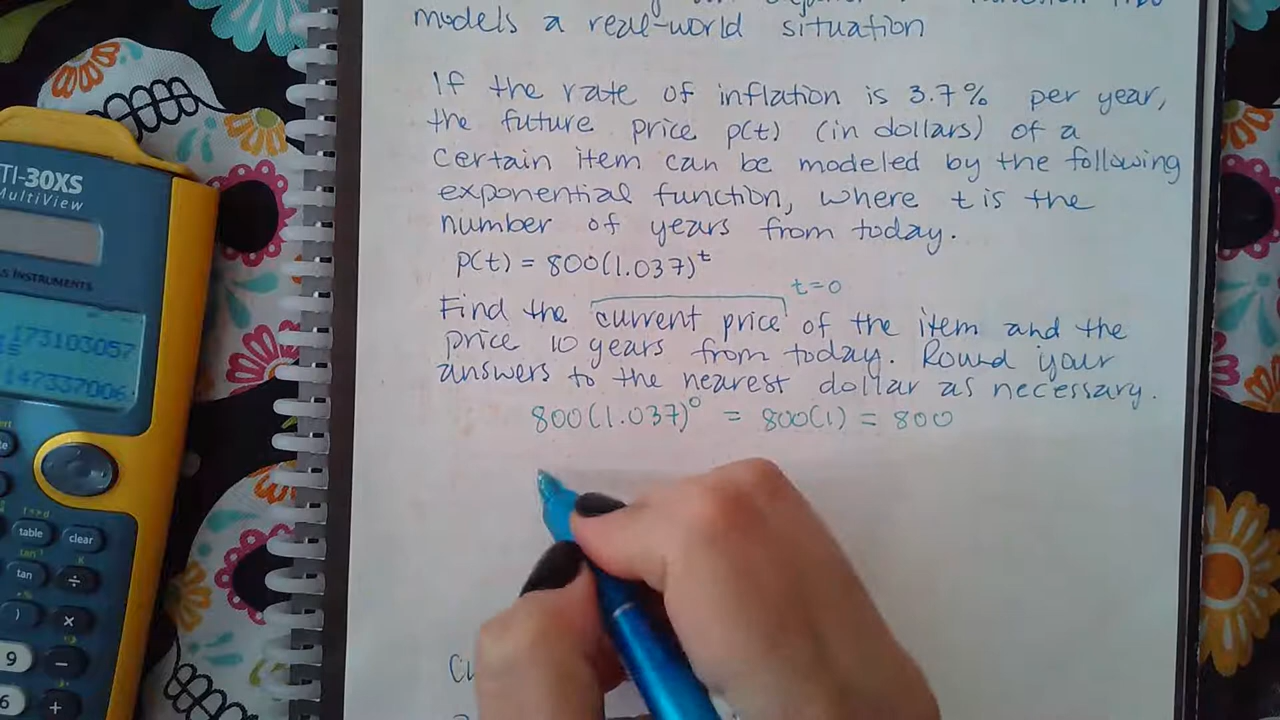 models a real-world situation
If the rate of inflation is 3.7% per year,
the future price p(t) (in dollars) of a
certain item can be modeled by the following
exponential function, where t is the
number of years from today.
p(t) = 800(1.037)^t
t=0
Find the current price of the item and the
price 10 years from today. Round your
answers to the nearest dollar as necessary.
800(1.037)^0 = 800(1) = 800
TI-30XS
MultiView
INSTRUMENTS
173103057
147337006
table
clear
tan
÷
)
×
9
−
6
+